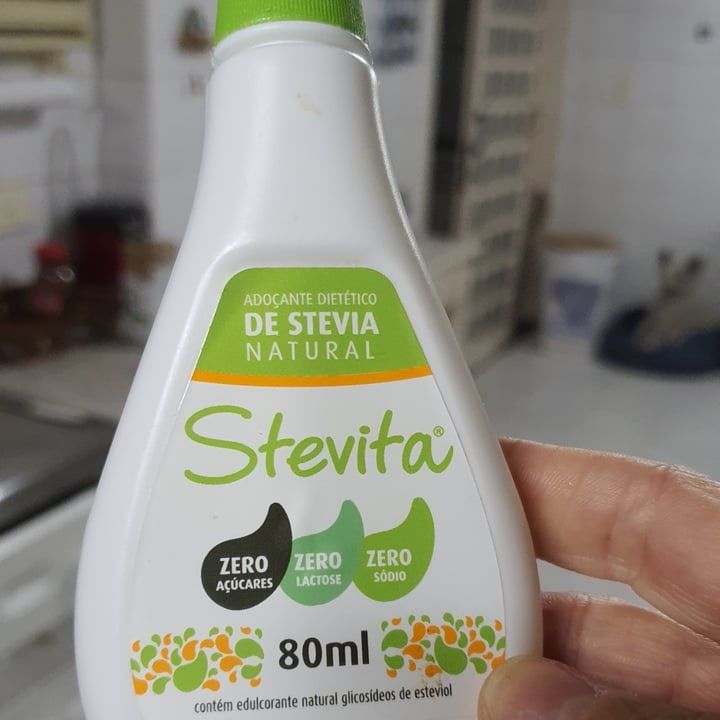 ADOÇANTE DIETÉTICO
DE STEVIA
NATURAL
Stevita®
ZERO AÇÚCARES
ZERO LACTOSE
ZERO SÓDIO
80ml
contém edulcorante natural glicosídeos de esteviol